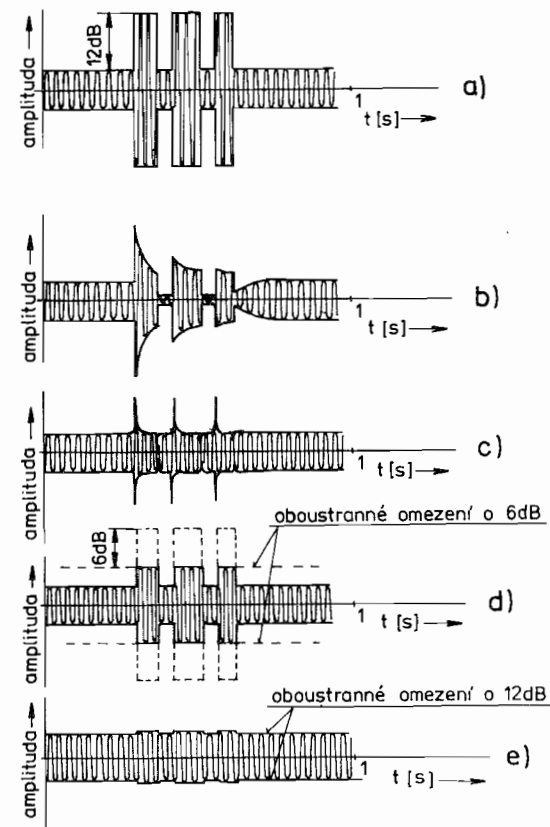 12dB
amplituda
a)
1
t [s]
amplituda
b)
1
t [s]
amplituda
c)
1
t [s]
oboustranné omezení o 6dB
6dB
amplituda
d)
1
t [s]
oboustranné omezení o 12dB
amplituda
e)
1
t [s]